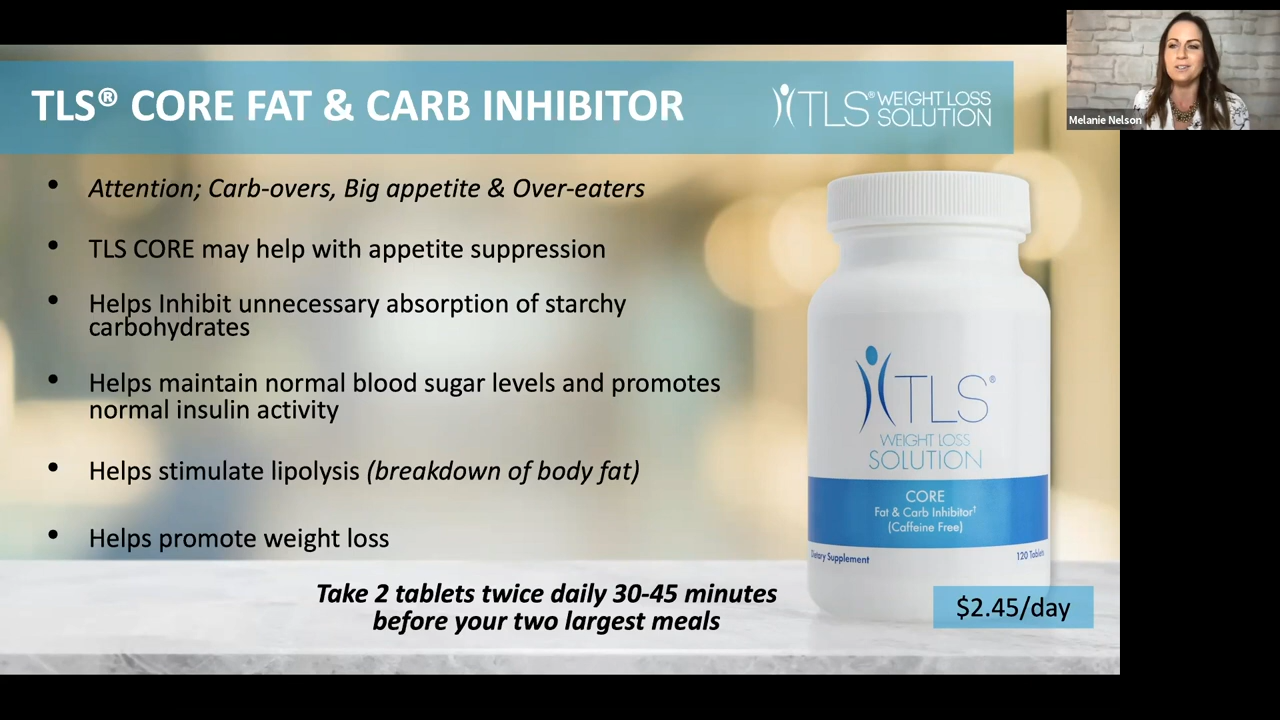 TLS® CORE FAT & CARB INHIBITOR
TLS® WEIGHT LOSS
SOLUTION
Melanie Nelson
• Attention; Carb-overs, Big appetite & Over-eaters
• TLS CORE may help with appetite suppression
• Helps Inhibit unnecessary absorption of starchy
carbohydrates
• Helps maintain normal blood sugar levels and promotes
normal insulin activity
• Helps stimulate lipolysis (breakdown of body fat)
• Helps promote weight loss
Take 2 tablets twice daily 30-45 minutes
before your two largest meals
TLS®
WEIGHT LOSS
SOLUTION
CORE
Fat & Carb Inhibitor†
(Caffeine Free)
Dietary Supplement
120 Tablets
$2.45/day